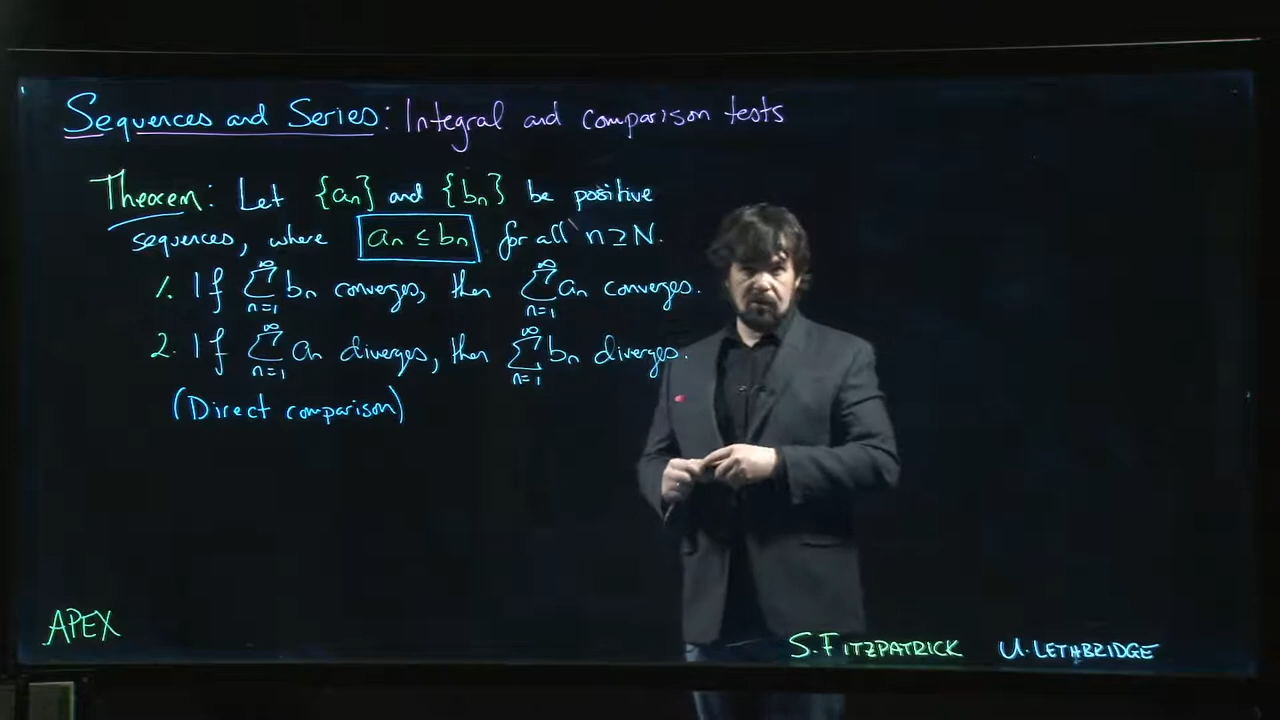 Sequences and Series: Integral and comparison tests
Theorem: Let {aₙ} and {bₙ} be positive
sequences, where aₙ ≤ bₙ for all n ≥ N.
1. If ∑_{n=1}^{∞} bₙ converges, then ∑_{n=1}^{∞} aₙ converges.
2. If ∑_{n=1}^{∞} aₙ diverges, then ∑_{n=1}^{∞} bₙ diverges.
(Direct comparison)
APEX
S. FITZPATRICK U. LETHBRIDGE